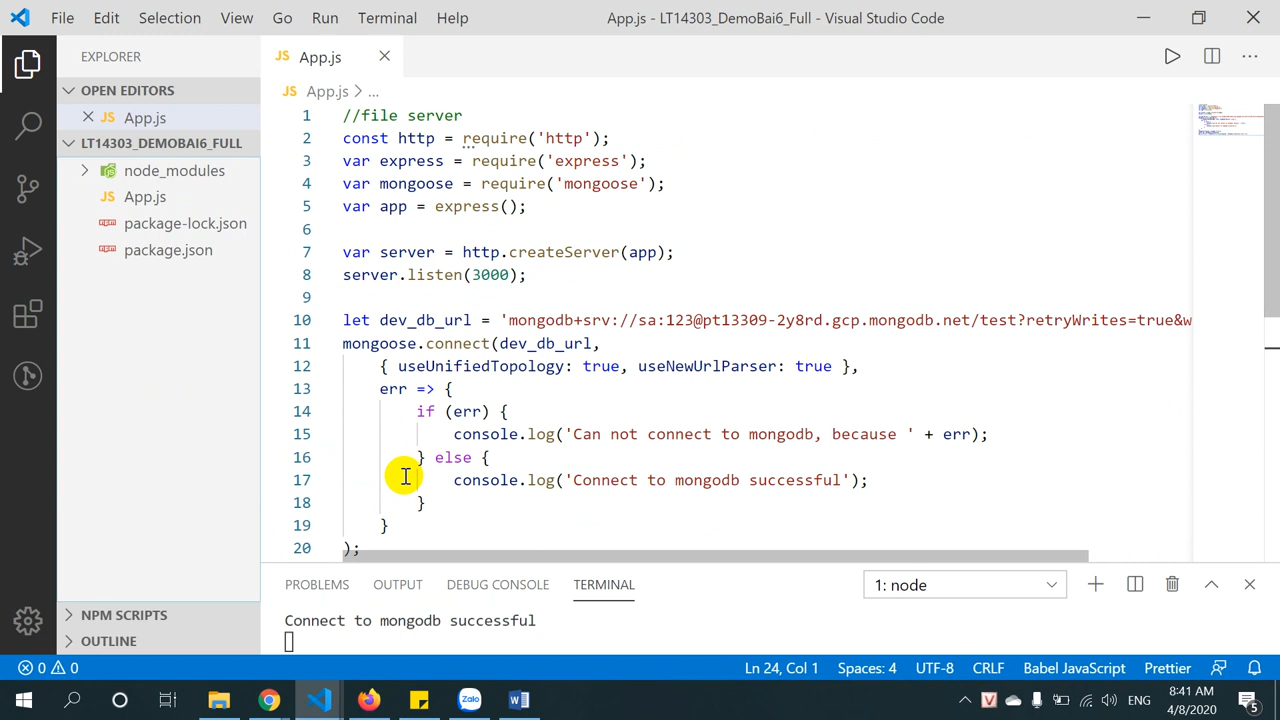 File Edit Selection View Go Run Terminal Help App.js - LT14303_DemoBai6_Full - Visual Studio Code
EXPLORER
OPEN EDITORS
JS App.js
LT14303_DEMOBAI6_FULL
node_modules
JS App.js
package-lock.json
package.json
NPM SCRIPTS
OUTLINE
JS App.js
JS App.js > ...
1 //file server
2 const http = require('http');
3 var express = require('express');
4 var mongoose = require('mongoose');
5 var app = express();
6
7 var server = http.createServer(app);
8 server.listen(3000);
9
10 let dev_db_url = 'mongodb+srv://sa:123@pt13309-2y8rd.gcp.mongodb.net/test?retryWrites=true&w
11 mongoose.connect(dev_db_url,
12 { useUnifiedTopology: true, useNewUrlParser: true },
13 err => {
14 if (err) {
15 console.log('Can not connect to mongodb, because ' + err);
16 } else {
17 console.log('Connect to mongodb successful');
18 }
19 }
20 );
PROBLEMS OUTPUT DEBUG CONSOLE TERMINAL 1: node
Connect to mongodb successful
0 0 Ln 24, Col 1 Spaces: 4 UTF-8 CRLF Babel JavaScript Prettier
Zalo ENG 8:41 AM
4/8/2020 5